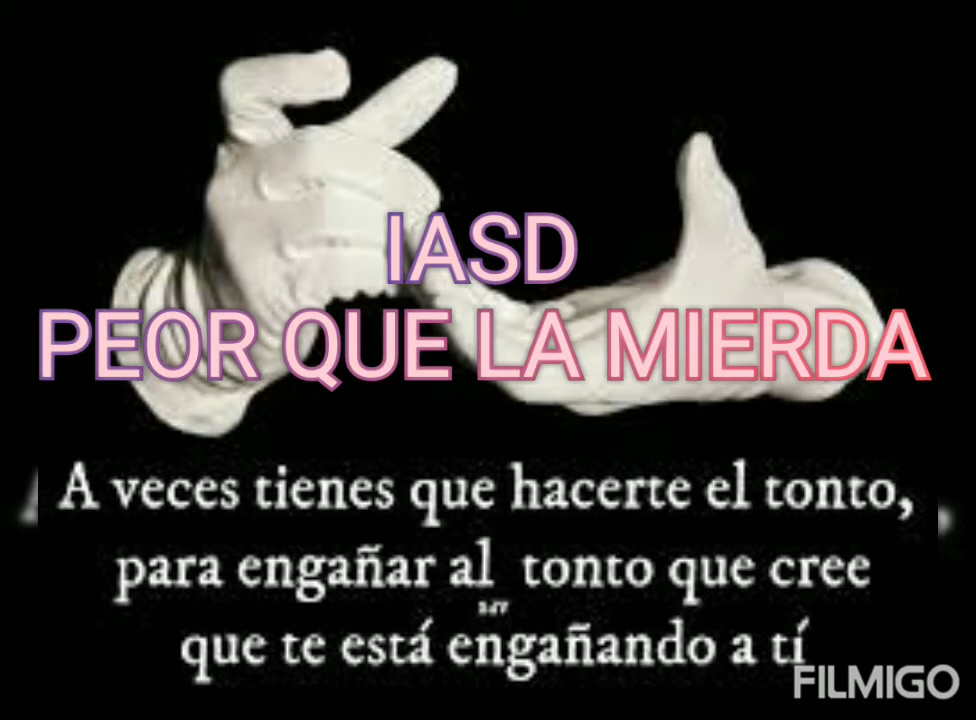 IASD
PEOR QUE LA MIERDA
A veces tienes que hacerte el tonto,
para engañar al tonto que cree
que te está engañando a tí
FILMIGO